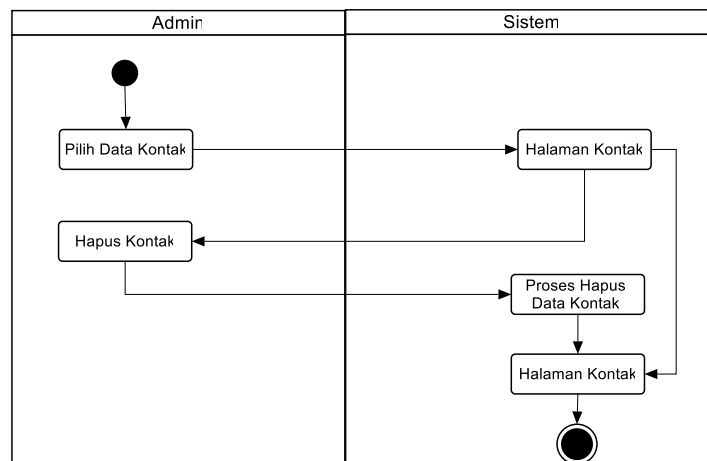 Admin
Sistem
Pilih Data Kontak
Halaman Kontak
Hapus Kontak
Proses Hapus
Data Kontak
Halaman Kontak